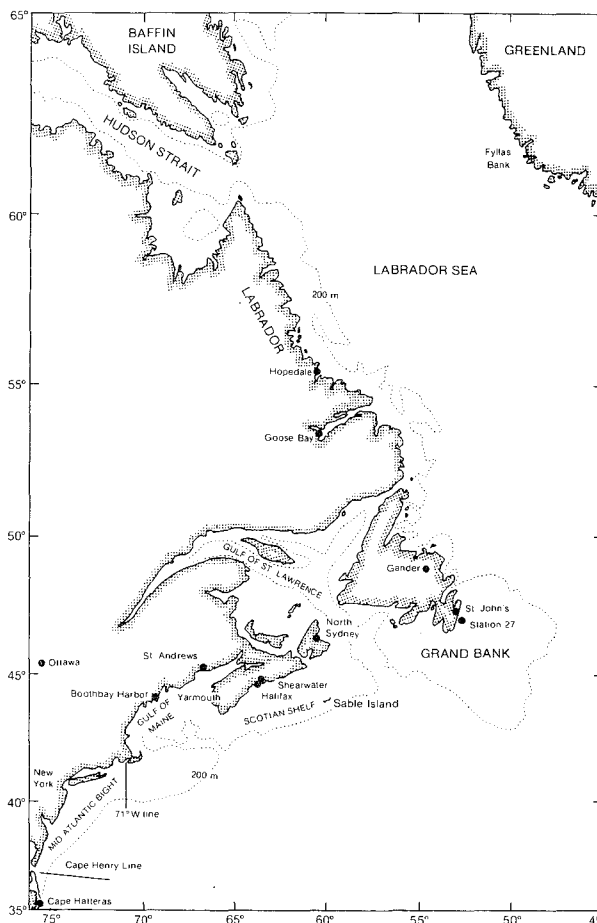 65°
BAFFIN
ISLAND
GREENLAND
HUDSON STRAIT
Fyllas
Bank
60°
LABRADOR SEA
200 m
LABRADOR
Hopedale
55°
Goose Bay
50°
GULF OF ST. LAWRENCE
Gander
North
Sydney
St John's
Station 27
GRAND BANK
Ottawa
St Andrews
45°
Boothbay Harbor
Yarmouth
Shearwater
Halifax
GULF OF
MAINE
SCOTIAN SHELF
Sable Island
New
York
200 m
40°
71° W line
MID ATLANTIC BIGHT
Cape Henry Line
Cape Hatteras
35°
75° 70° 65° 60° 55° 50° 45°